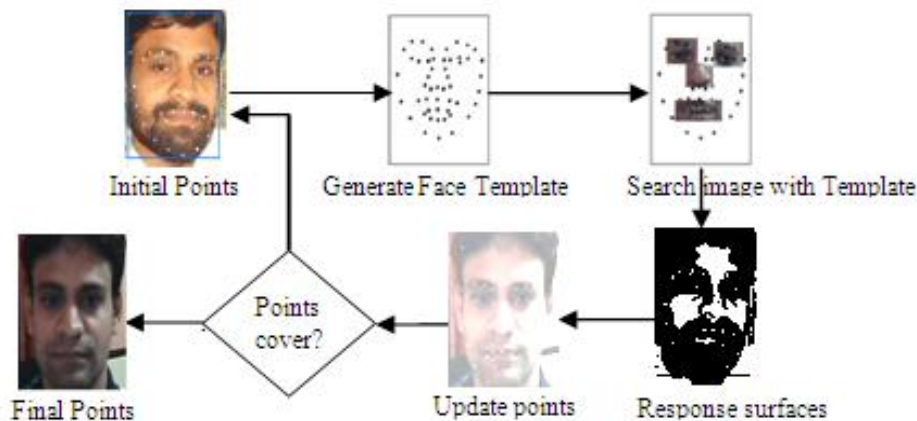 Initial Points
Generate Face Template
Search image with Template
Points
cover?
Final Points
Update points
Response surfaces